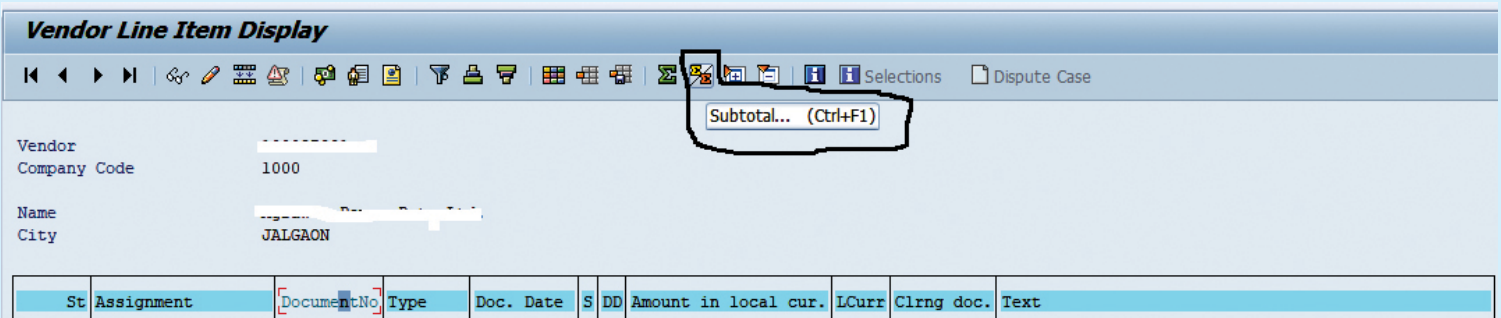 Vendor Line Item Display
Selections Dispute Case
Subtotal... (Ctrl+F1)
Vendor
Company Code 1000
Name
City JALGAON
St Assignment DocumentNo Type Doc. Date S DD Amount in local cur. LCurr Clrng doc. Text